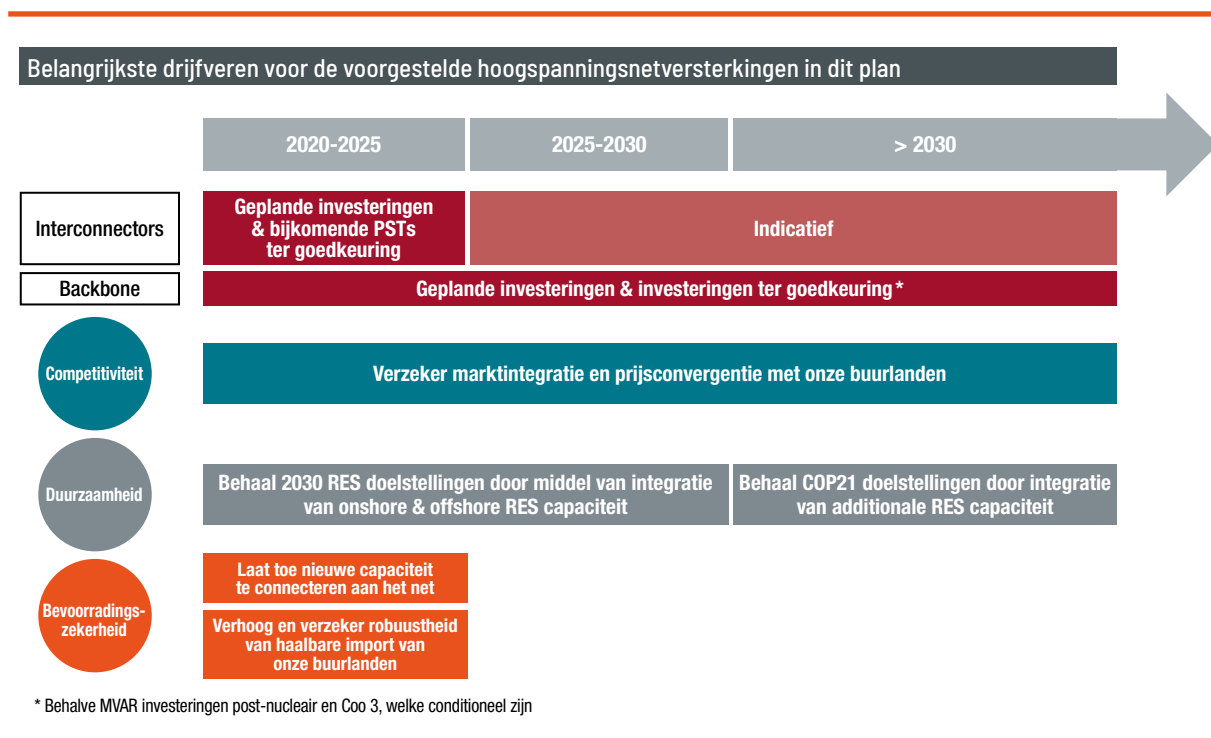 Belangrijkste drijfveren voor de voorgestelde hoogspanningsnetversterkingen in dit plan
2020-2025
2025-2030
> 2030
Interconnectors
Geplande investeringen
& bijkomende PSTs
ter goedkeuring
Indicatief
Backbone
Geplande investeringen & investeringen ter goedkeuring*
Competitiviteit
Verzeker marktintegratie en prijsconvergentie met onze buurlanden
Duurzaamheid
Behaal 2030 RES doelstellingen door middel van integratie
van onshore & offshore RES capaciteit
Behaal COP21 doelstellingen door integratie
van additionale RES capaciteit
Bevoorradings-
zekerheid
Laat toe nieuwe capaciteit
te connecteren aan het net
Verhoog en verzeker robuustheid
van haalbare import van
onze buurlanden
* Behalve MVAR investeringen post-nucleair en Coo 3, welke conditioneel zijn